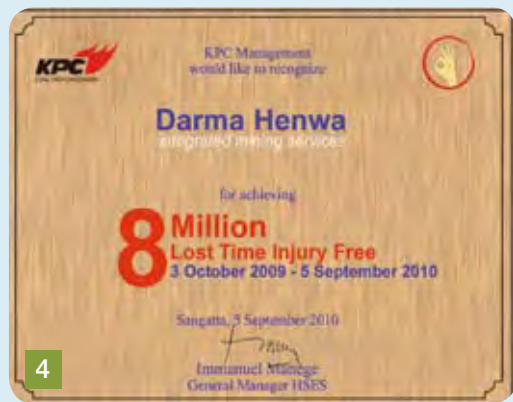 KPC
KPC Management
would like to recognize
Darma Henwa
integrated mining services
for achieving
8 Million
Lost Time Injury Free
3 October 2009 - 5 September 2010
Sangatta, 5 September 2010
Immanuel Manege
General Manager HSES
4